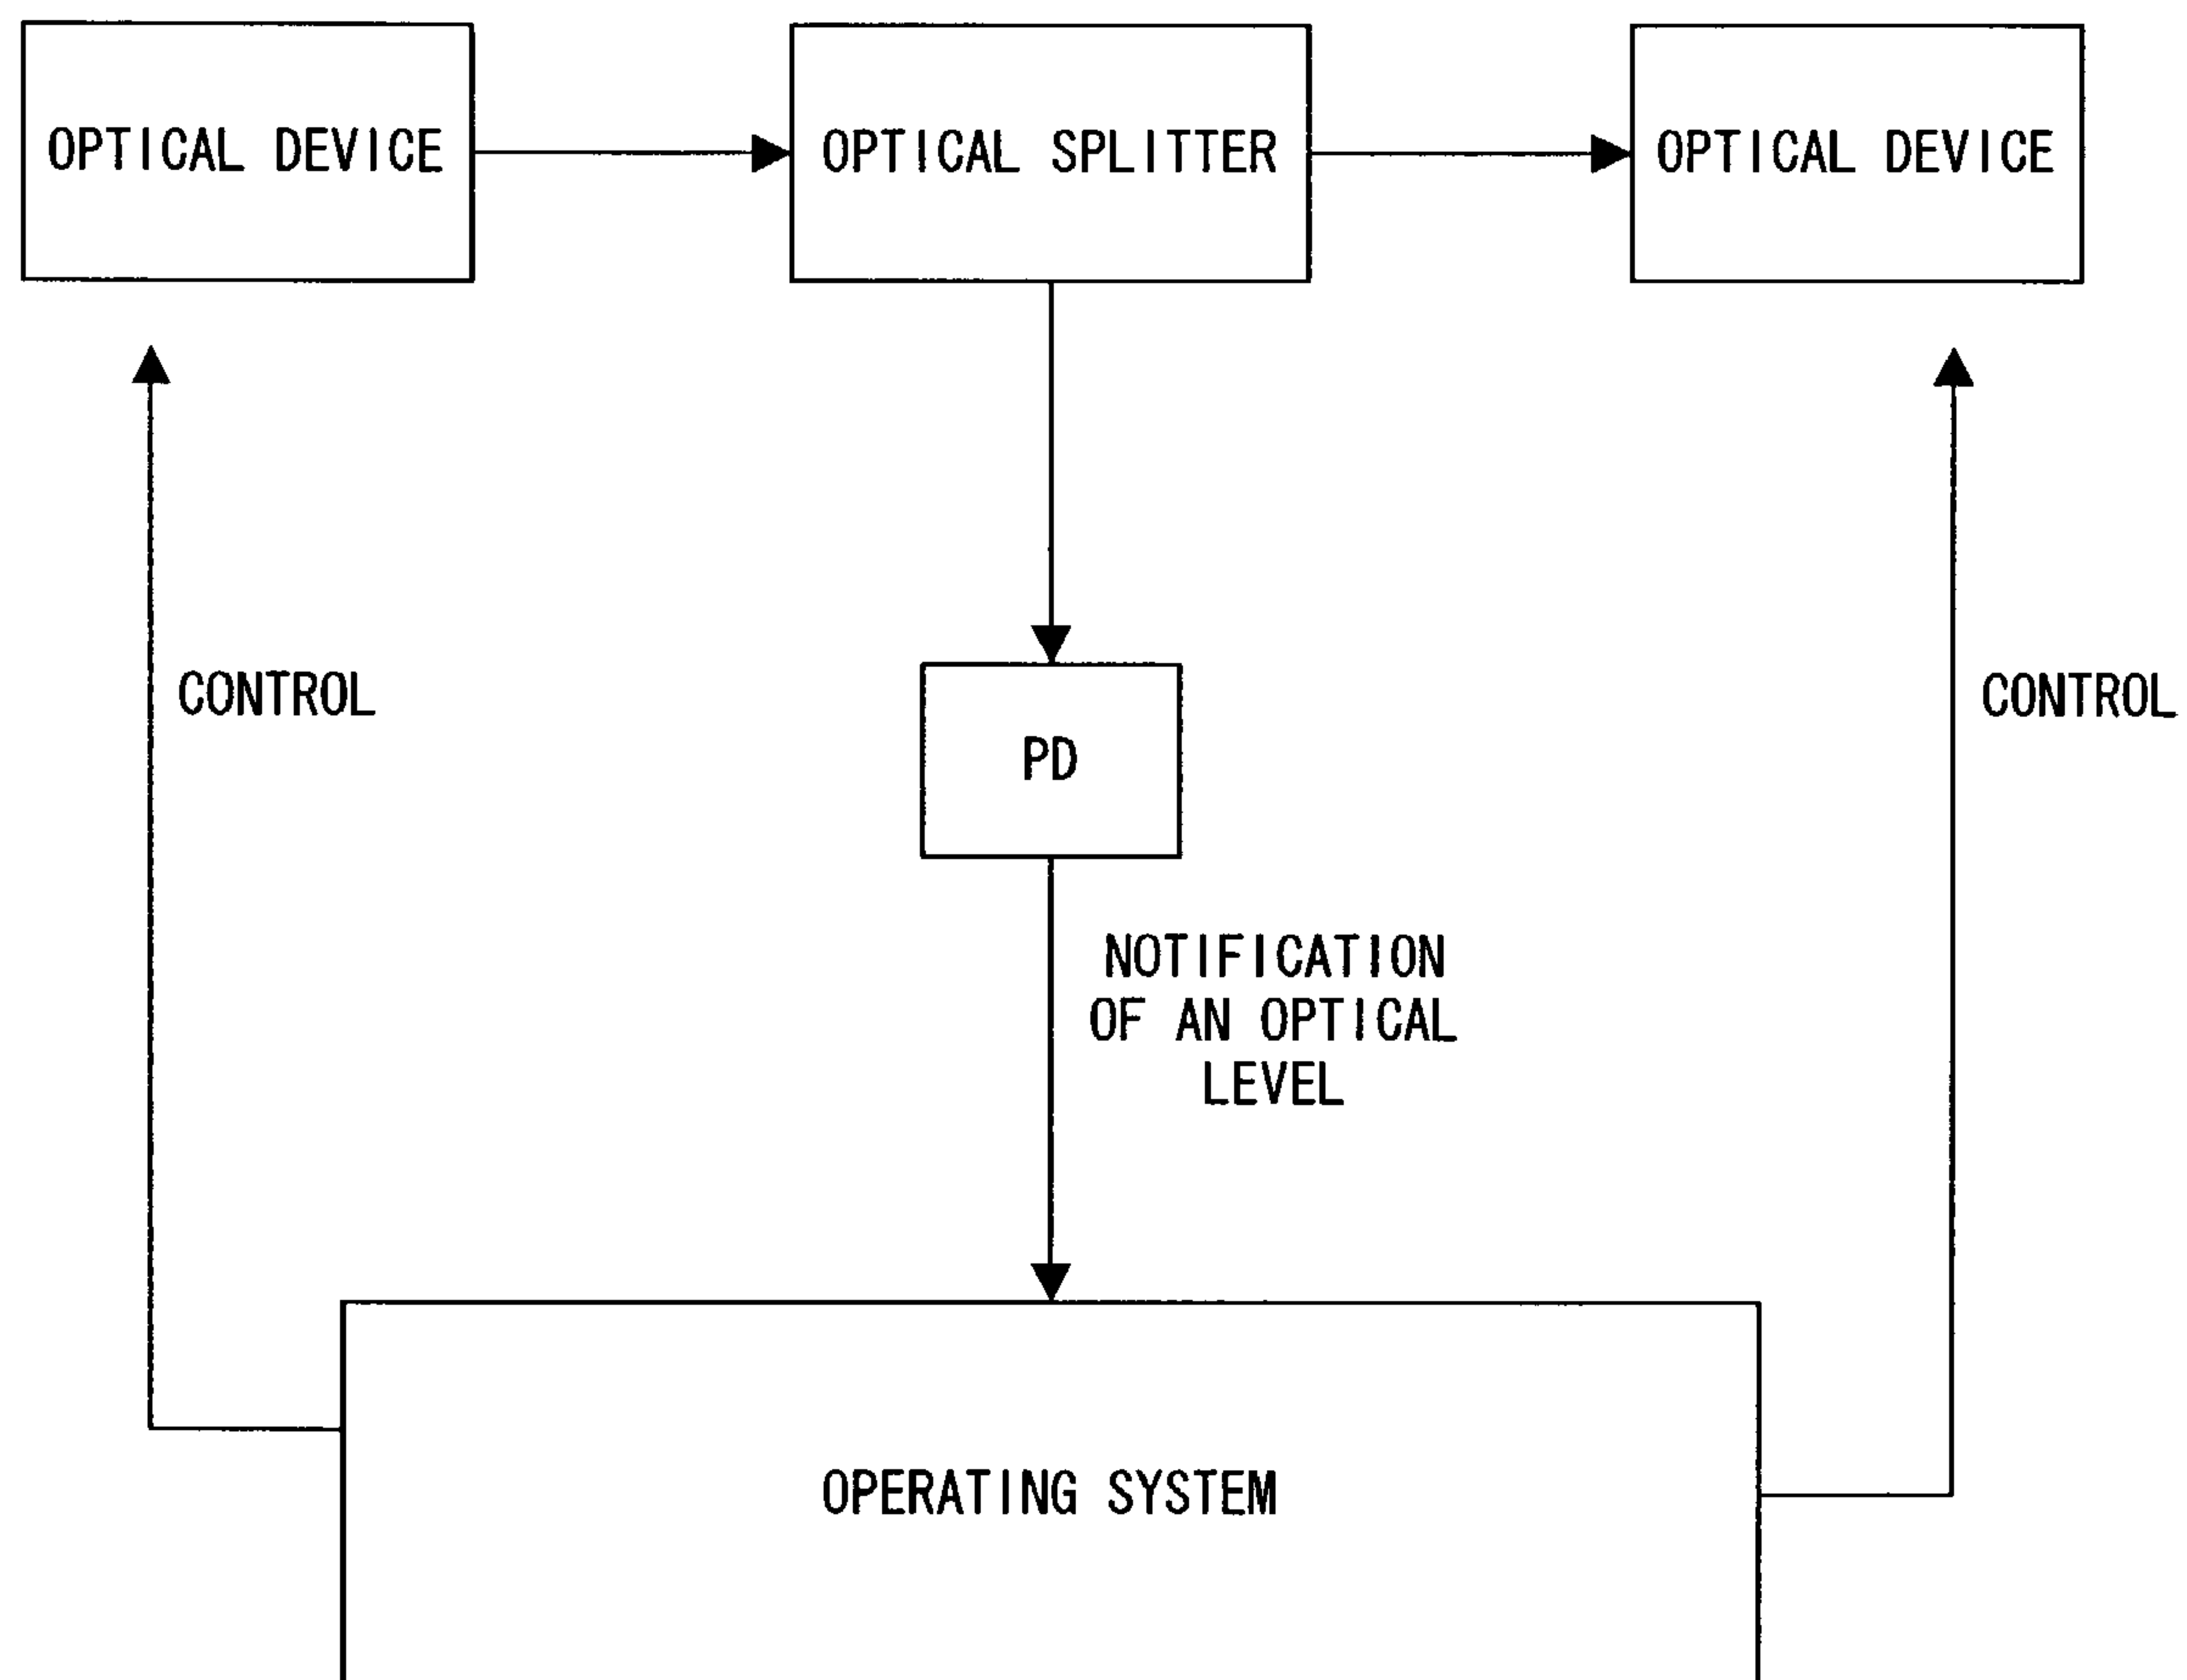 OPTICAL DEVICE
OPTICAL SPLITTER
OPTICAL DEVICE
CONTROL
CONTROL
PD
NOTIFICATION
OF AN OPTICAL
LEVEL
OPERATING SYSTEM